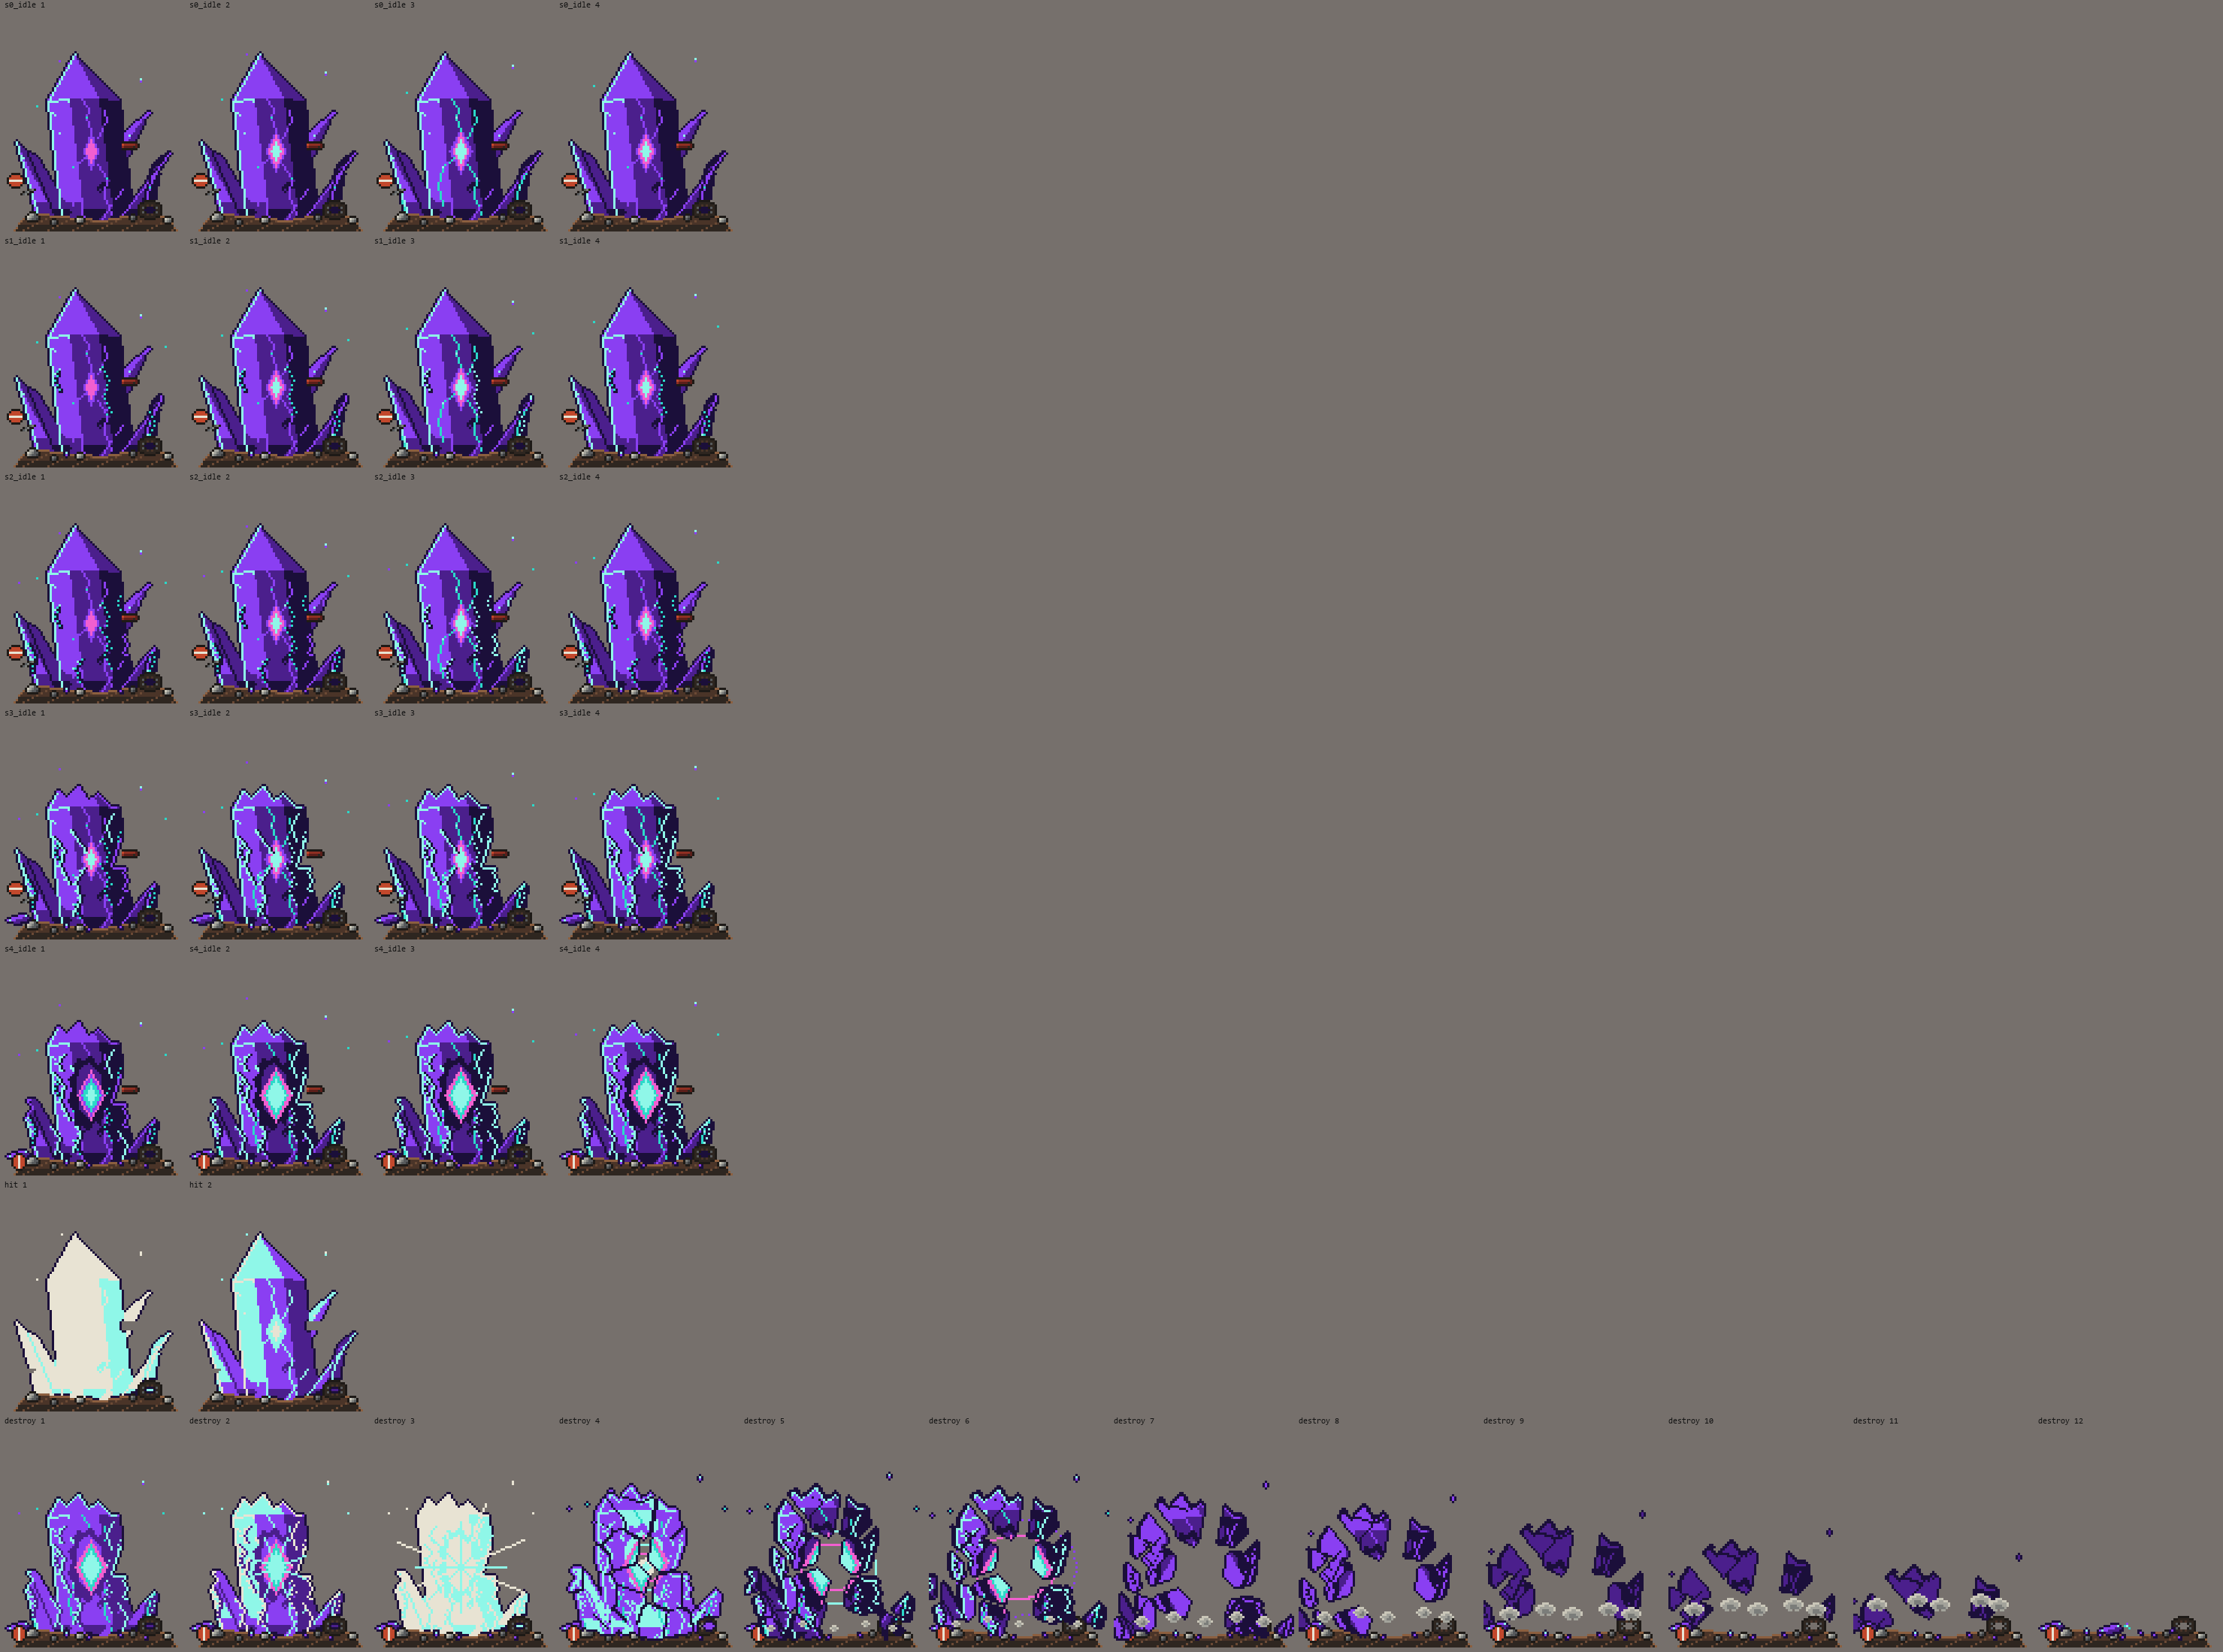 s0_idle 1 s0_idle 2 s0_idle 3 s0_idle 4
s1_idle 1 s1_idle 2 s1_idle 3 s1_idle 4
s2_idle 1 s2_idle 2 s2_idle 3 s2_idle 4
s3_idle 1 s3_idle 2 s3_idle 3 s3_idle 4
s4_idle 1 s4_idle 2 s4_idle 3 s4_idle 4
hit 1 hit 2
destroy 1 destroy 2 destroy 3 destroy 4 destroy 5 destroy 6 destroy 7 destroy 8 destroy 9 destroy 10 destroy 11 destroy 12